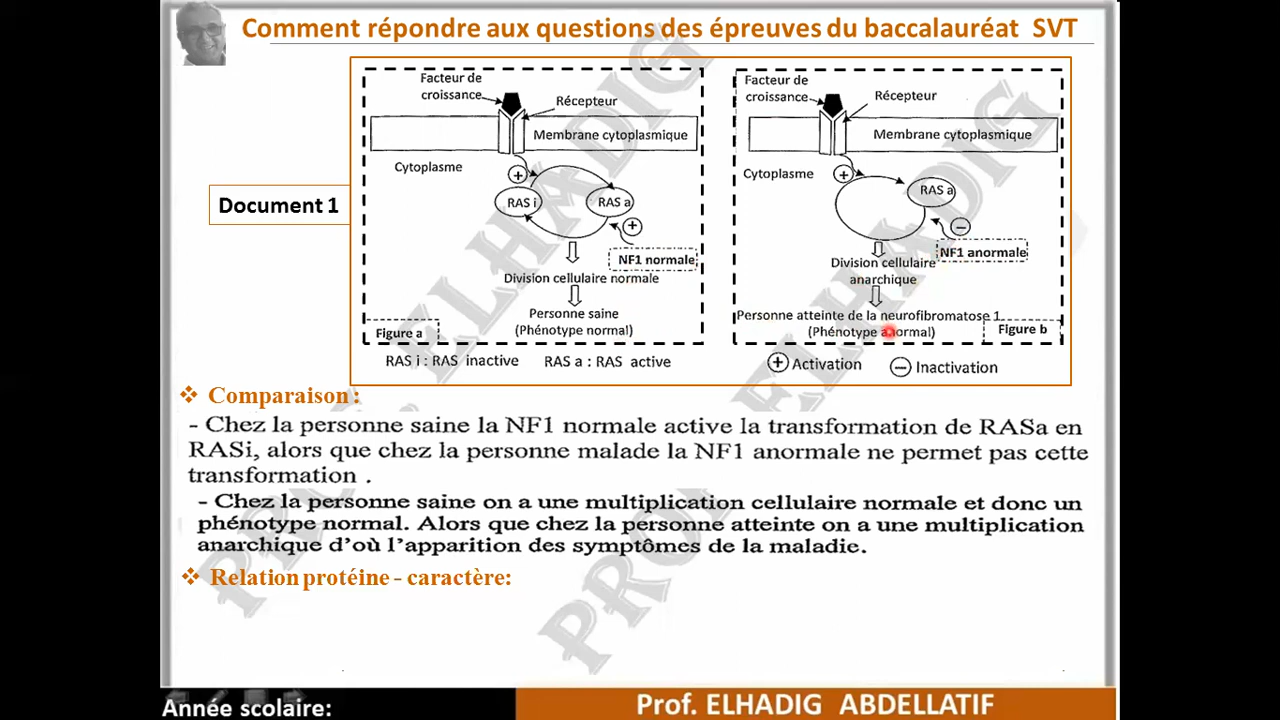 Comment répondre aux questions des épreuves du baccalauréat SVT
Document 1
Facteur de
croissance
Récepteur
Membrane cytoplasmique
Cytoplasme
+
RAS i
RAS a
+
NF1 normale
Division cellulaire normale
Personne saine
(Phénotype normal)
Figure a
Facteur de
croissance
Récepteur
Membrane cytoplasmique
Cytoplasme
+
RAS a
−
NF1 anormale
Division cellulaire
anarchique
Personne atteinte de la neurofibromatose 1
(Phénotype anormal)
Figure b
RAS i : RAS inactive RAS a : RAS active
+ Activation − Inactivation
❖ Comparaison :
- Chez la personne saine la NF1 normale active la transformation de RASa en
RASi, alors que chez la personne malade la NF1 anormale ne permet pas cette
transformation .
- Chez la personne saine on a une multiplication cellulaire normale et donc un
phénotype normal. Alors que chez la personne atteinte on a une multiplication
anarchique d'où l'apparition des symptômes de la maladie.
❖ Relation protéine - caractère:
PROF. ELHADIG
PROF. ELHADIG
Année scolaire:
Prof. ELHADIG ABDELLATIF